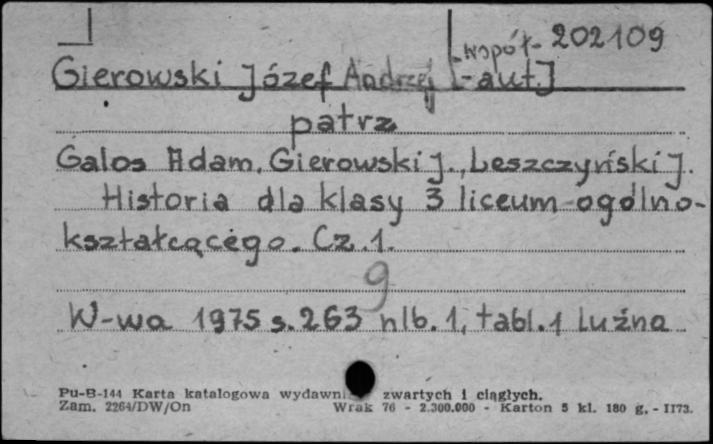 [współ- 202109
Gierowski Józef Andrzej - aut.]
patrz
Galos Adam, Gierowski J., Leszczyński J.
Historia dla klasy 3 liceum ogólno-
kształcącego. Cz. 1.
9
W-wa 1975 s. 263 nlb. 1, tabl. 1 luźna
Pu-B-144 Karta katalogowa wydawni zwartych i ciągłych.
Zam. 2264/DW/On Wrak 76 - 2.300.000 - Karton 5 kl. 180 g. - 1173.